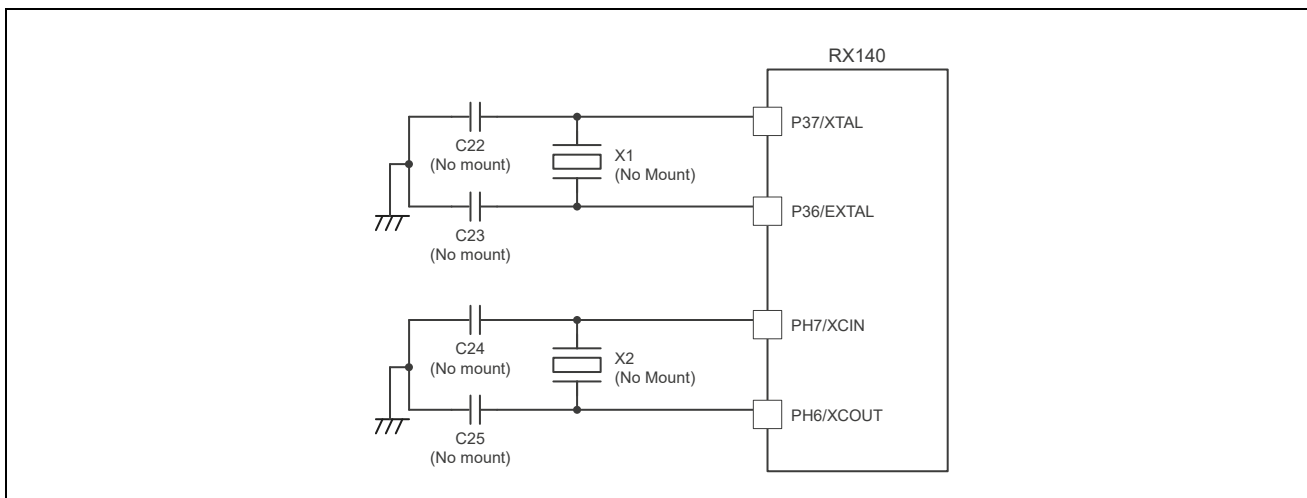 RX140
P37/XTAL
C22
(No mount)
X1
(No Mount)
P36/EXTAL
C23
(No mount)
PH7/XCIN
C24
(No mount)
X2
(No Mount)
PH6/XCOUT
C25
(No mount)